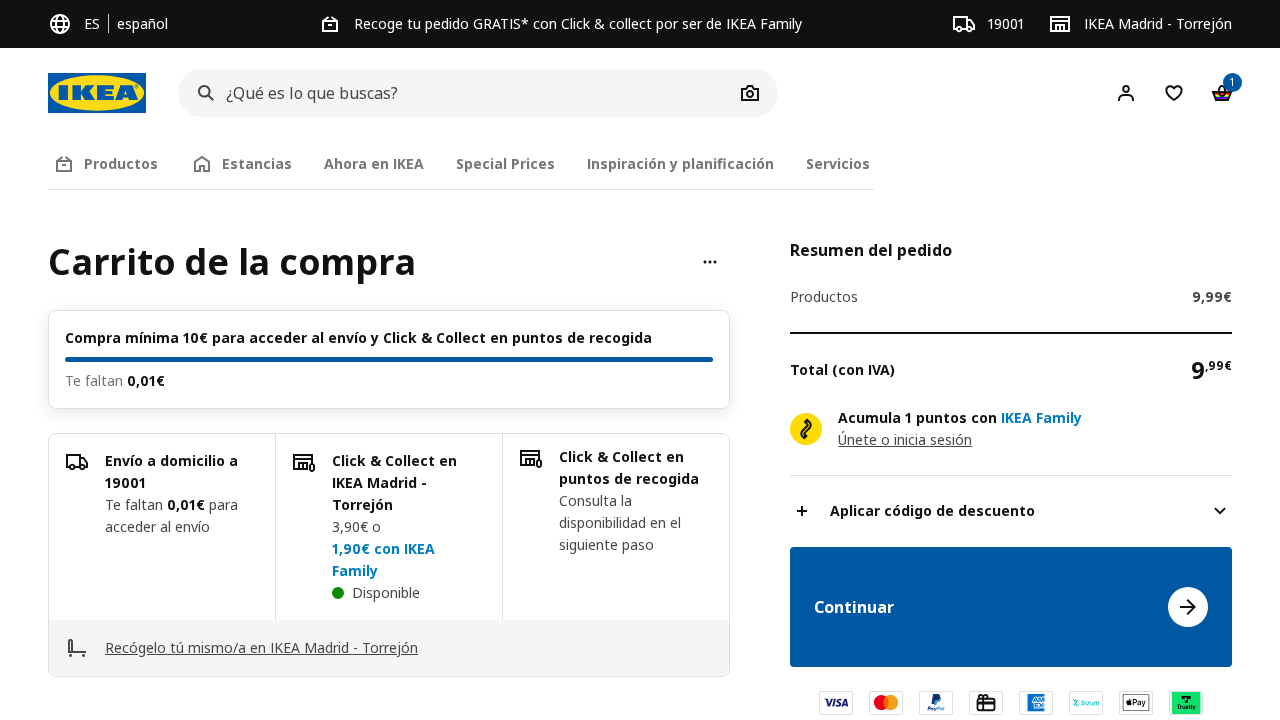 ES español
Recoge tu pedido GRATIS* con Click & collect por ser de IKEA Family
19001
IKEA Madrid - Torrejón
IKEA
¿Qué es lo que buscas?
1
Productos
Estancias
Ahora en IKEA
Special Prices
Inspiración y planificación
Servicios
Carrito de la compra
Compra mínima 10€ para acceder al envío y Click & Collect en puntos de recogida
Te faltan 0,01€
Envío a domicilio a
19001
Te faltan 0,01€ para
acceder al envío
Click & Collect en
IKEA Madrid -
Torrejón
3,90€ o
1,90€ con IKEA
Family
Disponible
Click & Collect en
puntos de recogida
Consulta la
disponibilidad en el
siguiente paso
Recógelo tú mismo/a en IKEA Madrid - Torrejón
Resumen del pedido
Productos 9,99€
Total (con IVA) 9,99€
Acumula 1 puntos con IKEA Family
Únete o inicia sesión
Aplicar código de descuento
Continuar
VISA
PayPal
AMEX
bizum
Pay
Trustly